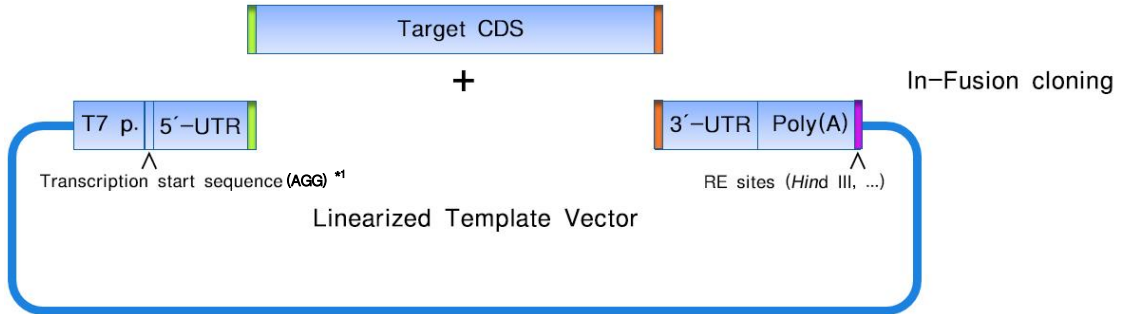 Target CDS
+
In-Fusion cloning
T7 p.
5´-UTR
3´-UTR
Poly(A)
Transcription start sequence (AGG) *1
RE sites (Hind III, ...)
Linearized Template Vector